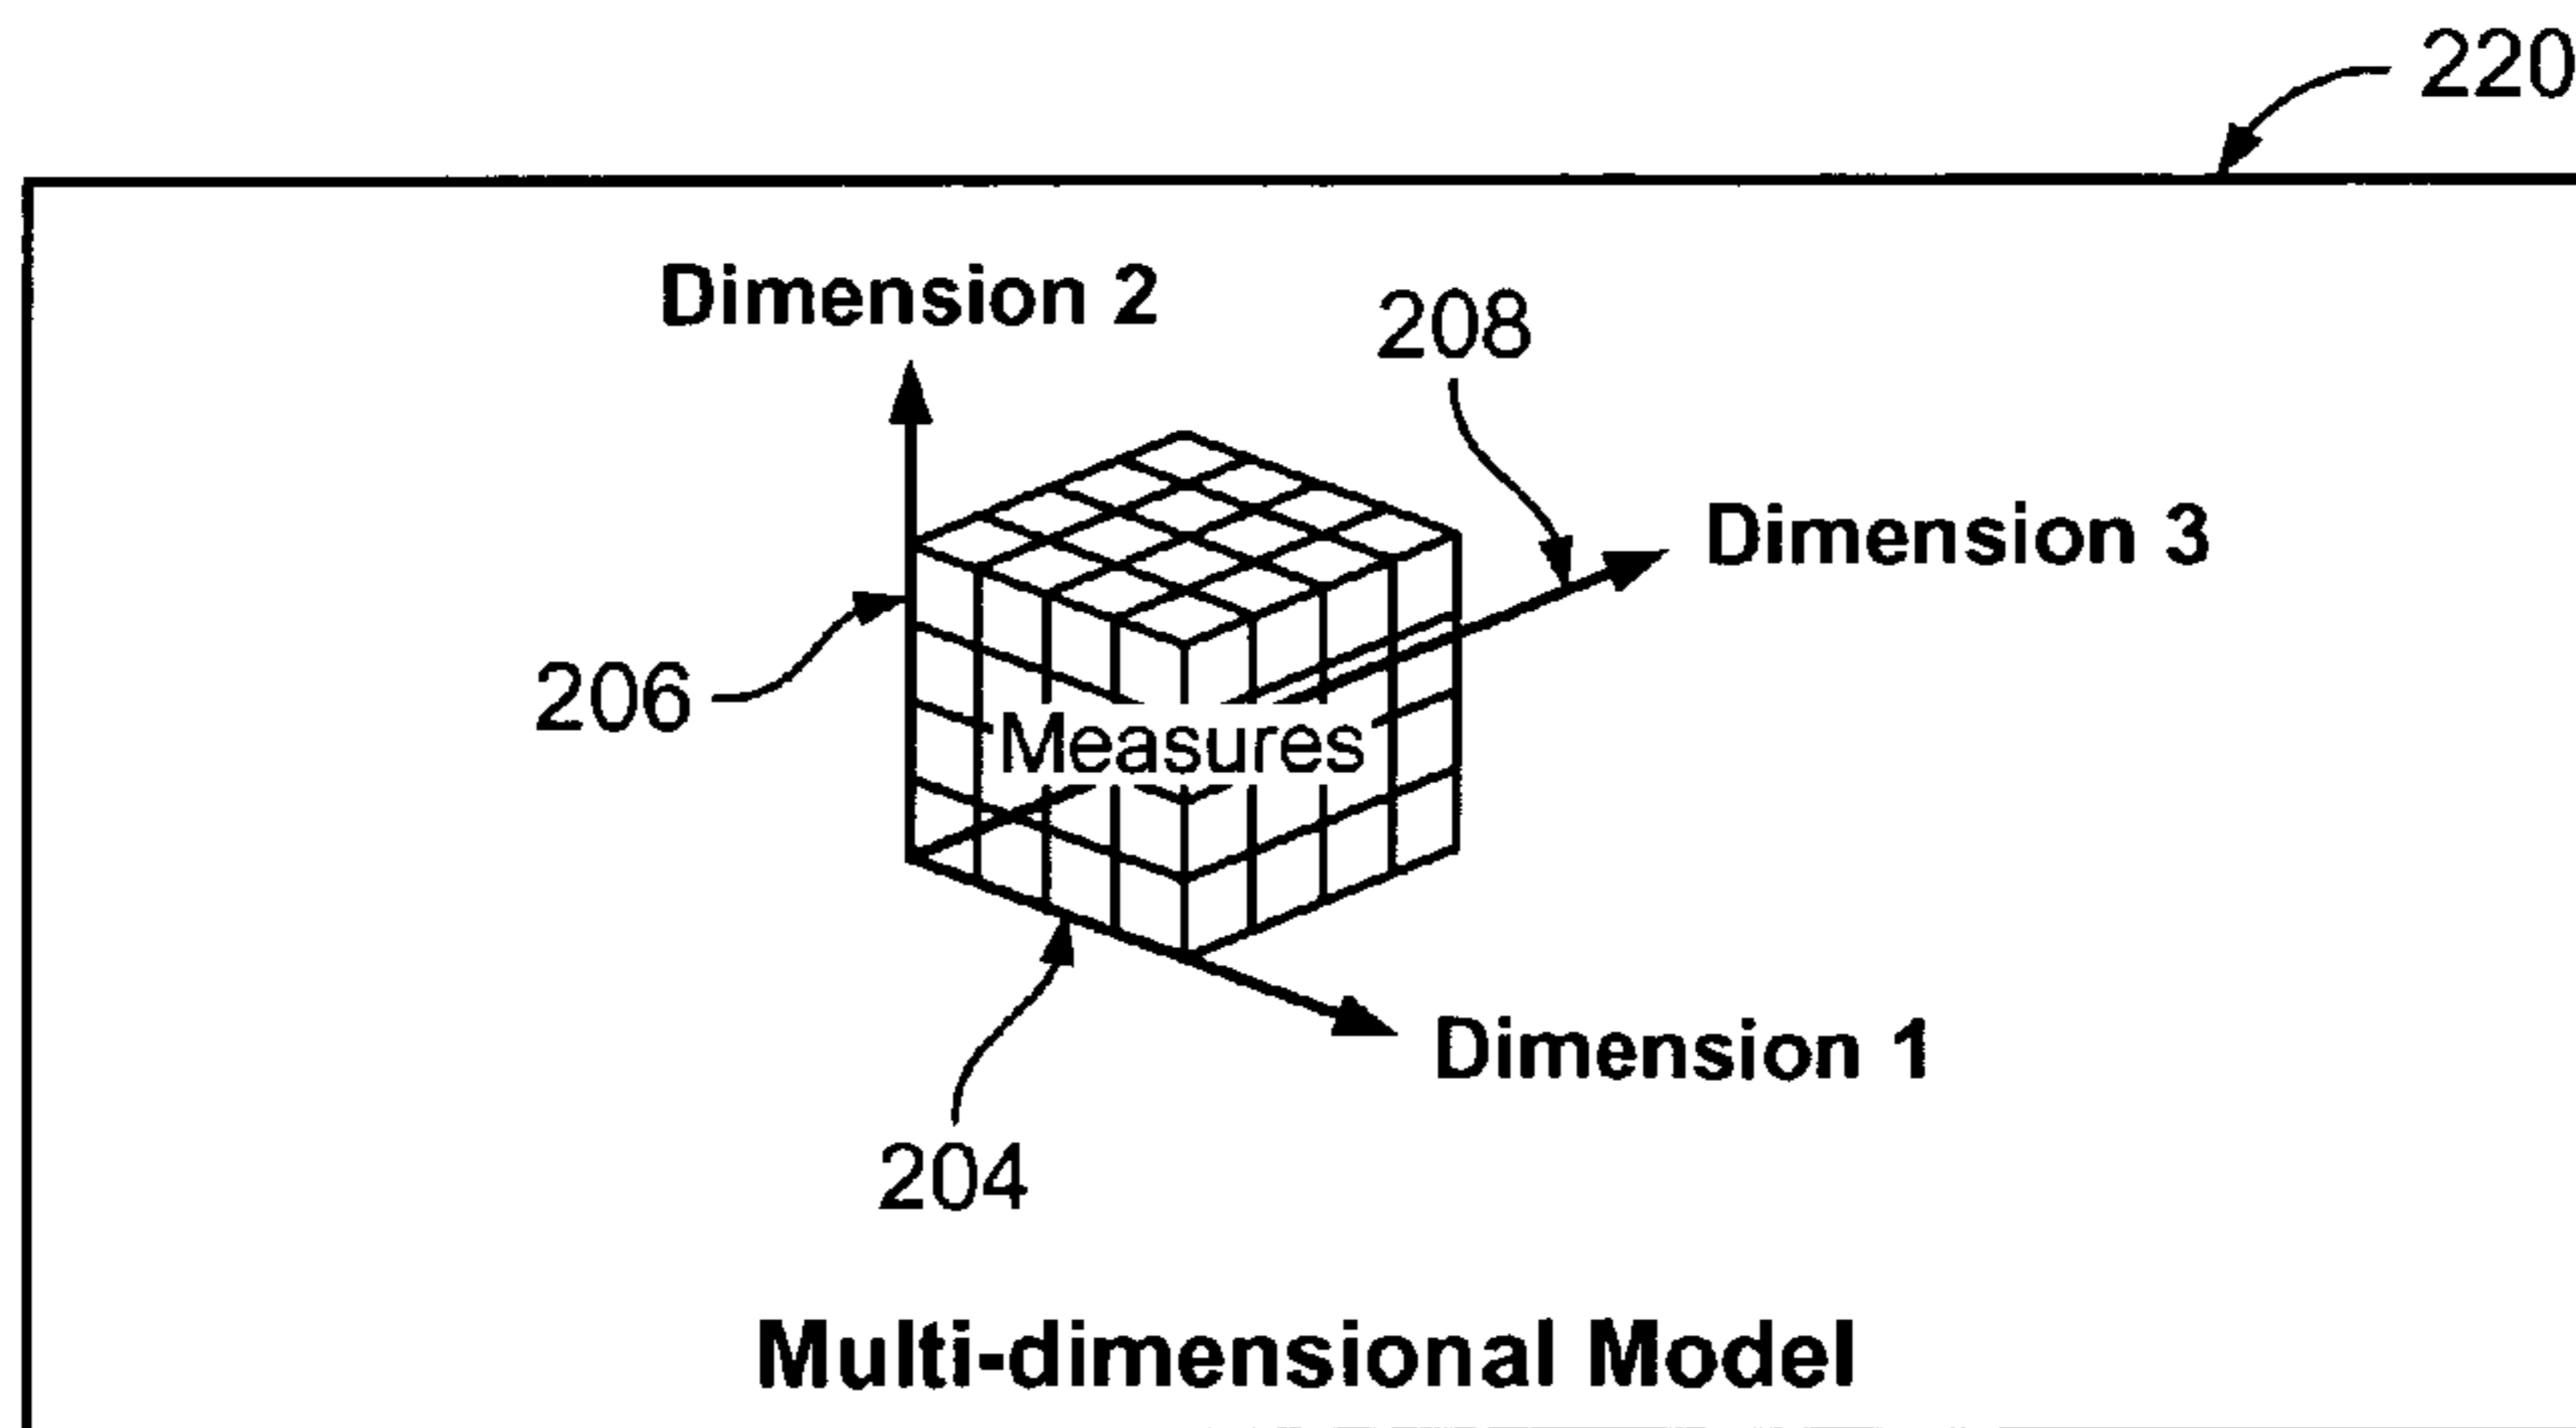 220
Dimension 2
208
Dimension 3
206
Measures
Dimension 1
204
Multi-dimensional Model